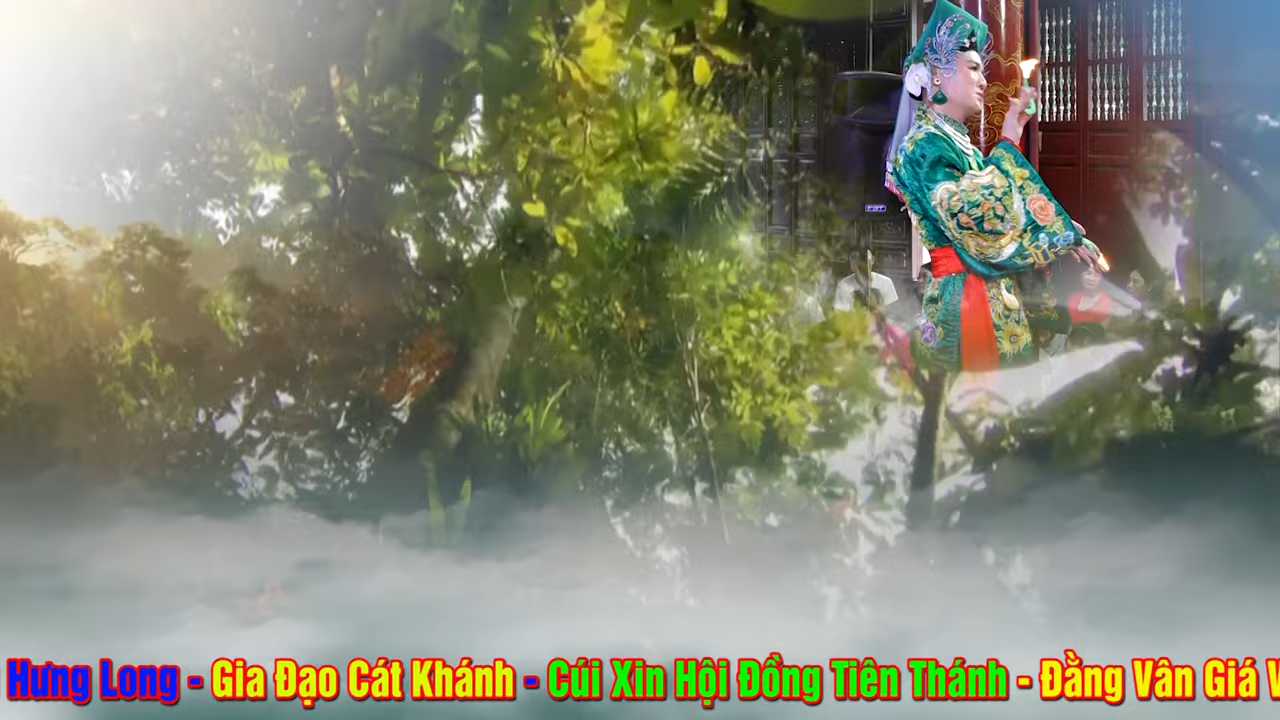 Hưng Long - Gia Đạo Cát Khánh - Cúi Xin Hội Đồng Tiên Thánh - Đằng Vân Giá